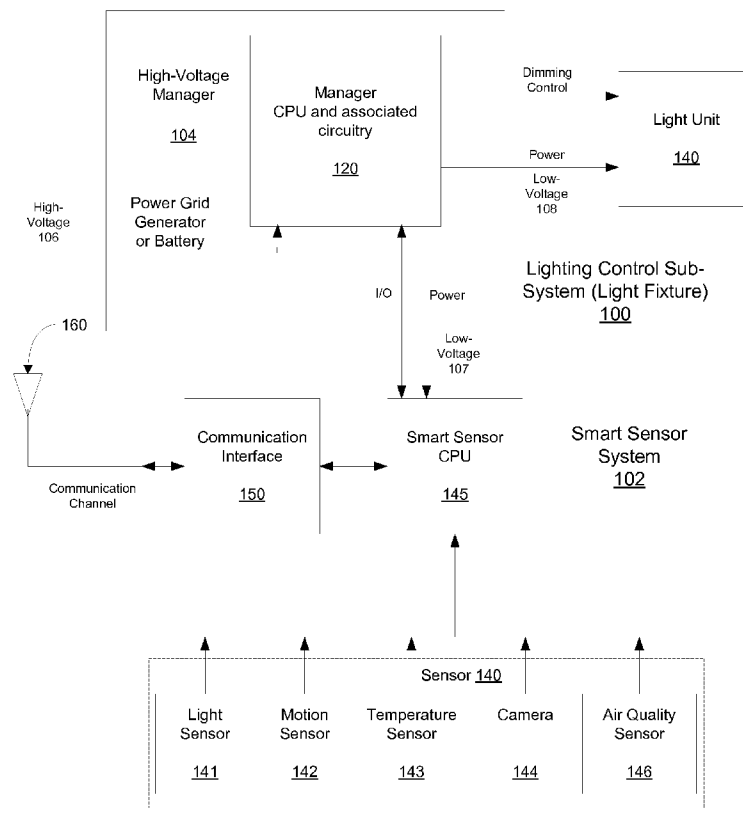 High-Voltage
Manager
104
Manager
CPU and associated
circuitry
120
Dimming
Control
Light Unit
140
Power
Low-
Voltage
108
High-
Voltage
106
Power Grid
Generator
or Battery
Lighting Control Sub-
System (Light Fixture)
100
I/O
Power
Low-
Voltage
107
160
Communication
Interface
150
Smart Sensor
CPU
145
Smart Sensor
System
102
Communication
Channel
Sensor 140
Light
Sensor
141
Motion
Sensor
142
Temperature
Sensor
143
Camera
144
Air Quality
Sensor
146